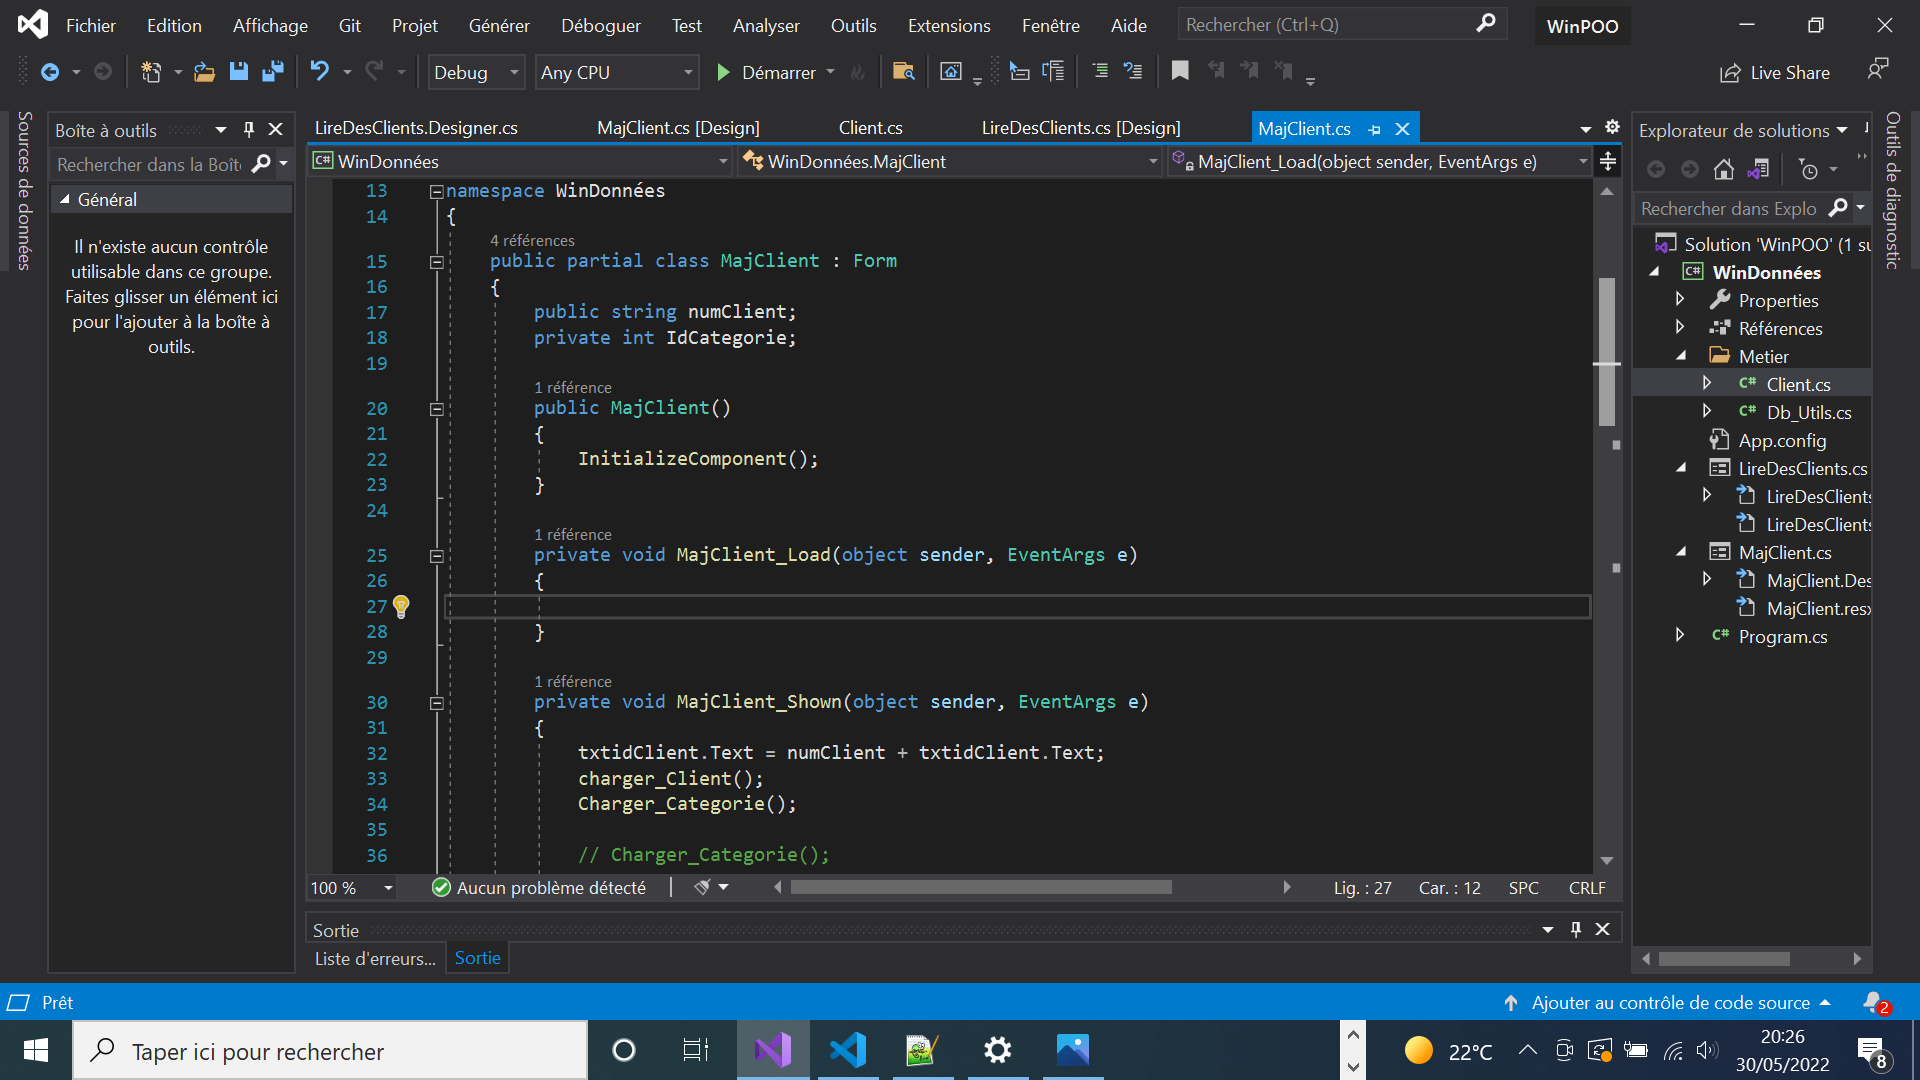 Fichier Edition Affichage Git Projet Générer Déboguer Test Analyser Outils Extensions Fenêtre Aide Rechercher (Ctrl+Q) WinPOO
Debug Any CPU Démarrer Live Share
Sources de données
Boîte à outils
Rechercher dans la Boît
Général
Il n'existe aucun contrôle
utilisable dans ce groupe.
Faites glisser un élément ici
pour l'ajouter à la boîte à
outils.
LireDesClients.Designer.cs MajClient.cs [Design] Client.cs LireDesClients.cs [Design] MajClient.cs
C# WinDonnées WinDonnées.MajClient MajClient_Load(object sender, EventArgs e)
13 namespace WinDonnées
14 {
4 références
15 public partial class MajClient : Form
16 {
17 public string numClient;
18 private int IdCategorie;
19
1 référence
20 public MajClient()
21 {
22 InitializeComponent();
23 }
24
1 référence
25 private void MajClient_Load(object sender, EventArgs e)
26 {
27
28 }
29
1 référence
30 private void MajClient_Shown(object sender, EventArgs e)
31 {
32 txtidClient.Text = numClient + txtidClient.Text;
33 charger_Client();
34 Charger_Categorie();
35
36 // Charger_Categorie();
100 % Aucun problème détecté Lig. : 27 Car. : 12 SPC CRLF
Sortie
Liste d'erreurs... Sortie
Explorateur de solutions
Rechercher dans Explo
Solution 'WinPOO' (1 su
C# WinDonnées
Properties
Références
Metier
C# Client.cs
C# Db_Utils.cs
App.config
LireDesClients.cs
LireDesClients
LireDesClients
MajClient.cs
MajClient.Des
MajClient.resx
C# Program.cs
Outils de diagnostic
Prêt Ajouter au contrôle de code source 2
Taper ici pour rechercher 22°C 20:26
30/05/2022 8